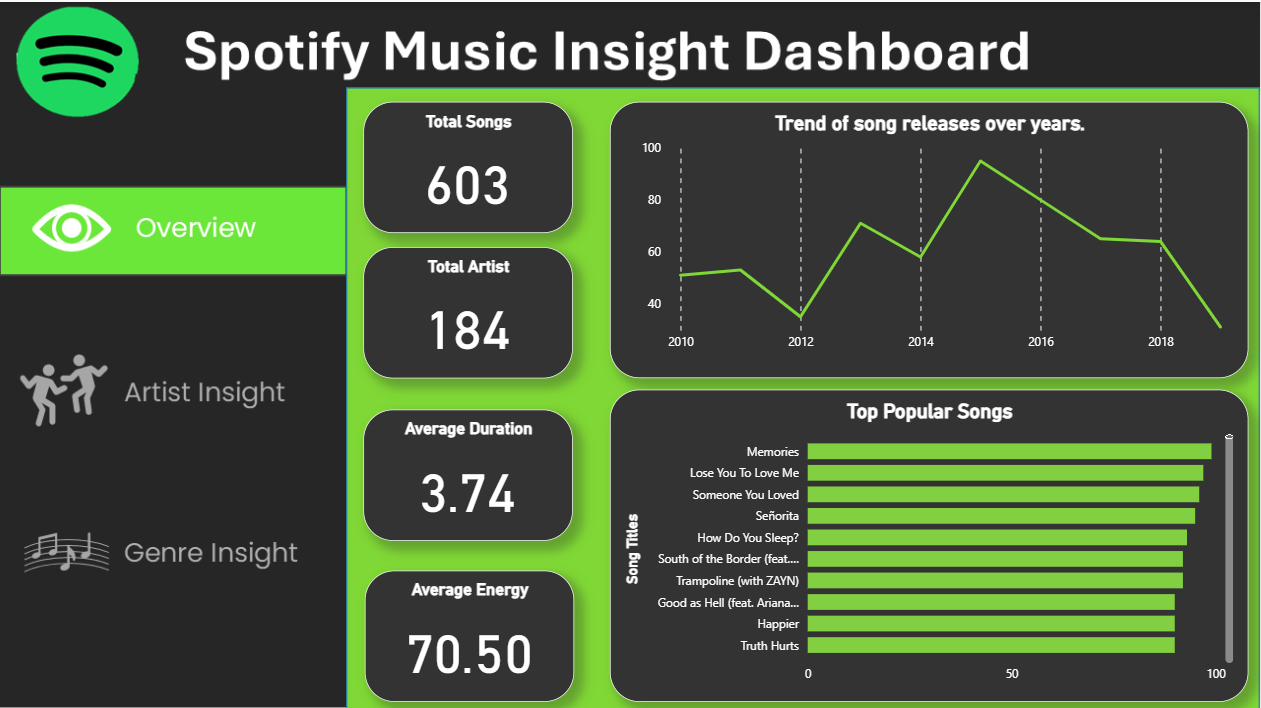 Spotify Music Insight Dashboard
Overview
Artist Insight
Genre Insight
Total Songs
603
Total Artist
184
Average Duration
3.74
Average Energy
70.50
Trend of song releases over years.
100
80
60
40
2010 2012 2014 2016 2018
Top Popular Songs
Song Titles
Memories
Lose You To Love Me
Someone You Loved
Señorita
How Do You Sleep?
South of the Border (feat....
Trampoline (with ZAYN)
Good as Hell (feat. Ariana...
Happier
Truth Hurts
0 50 100